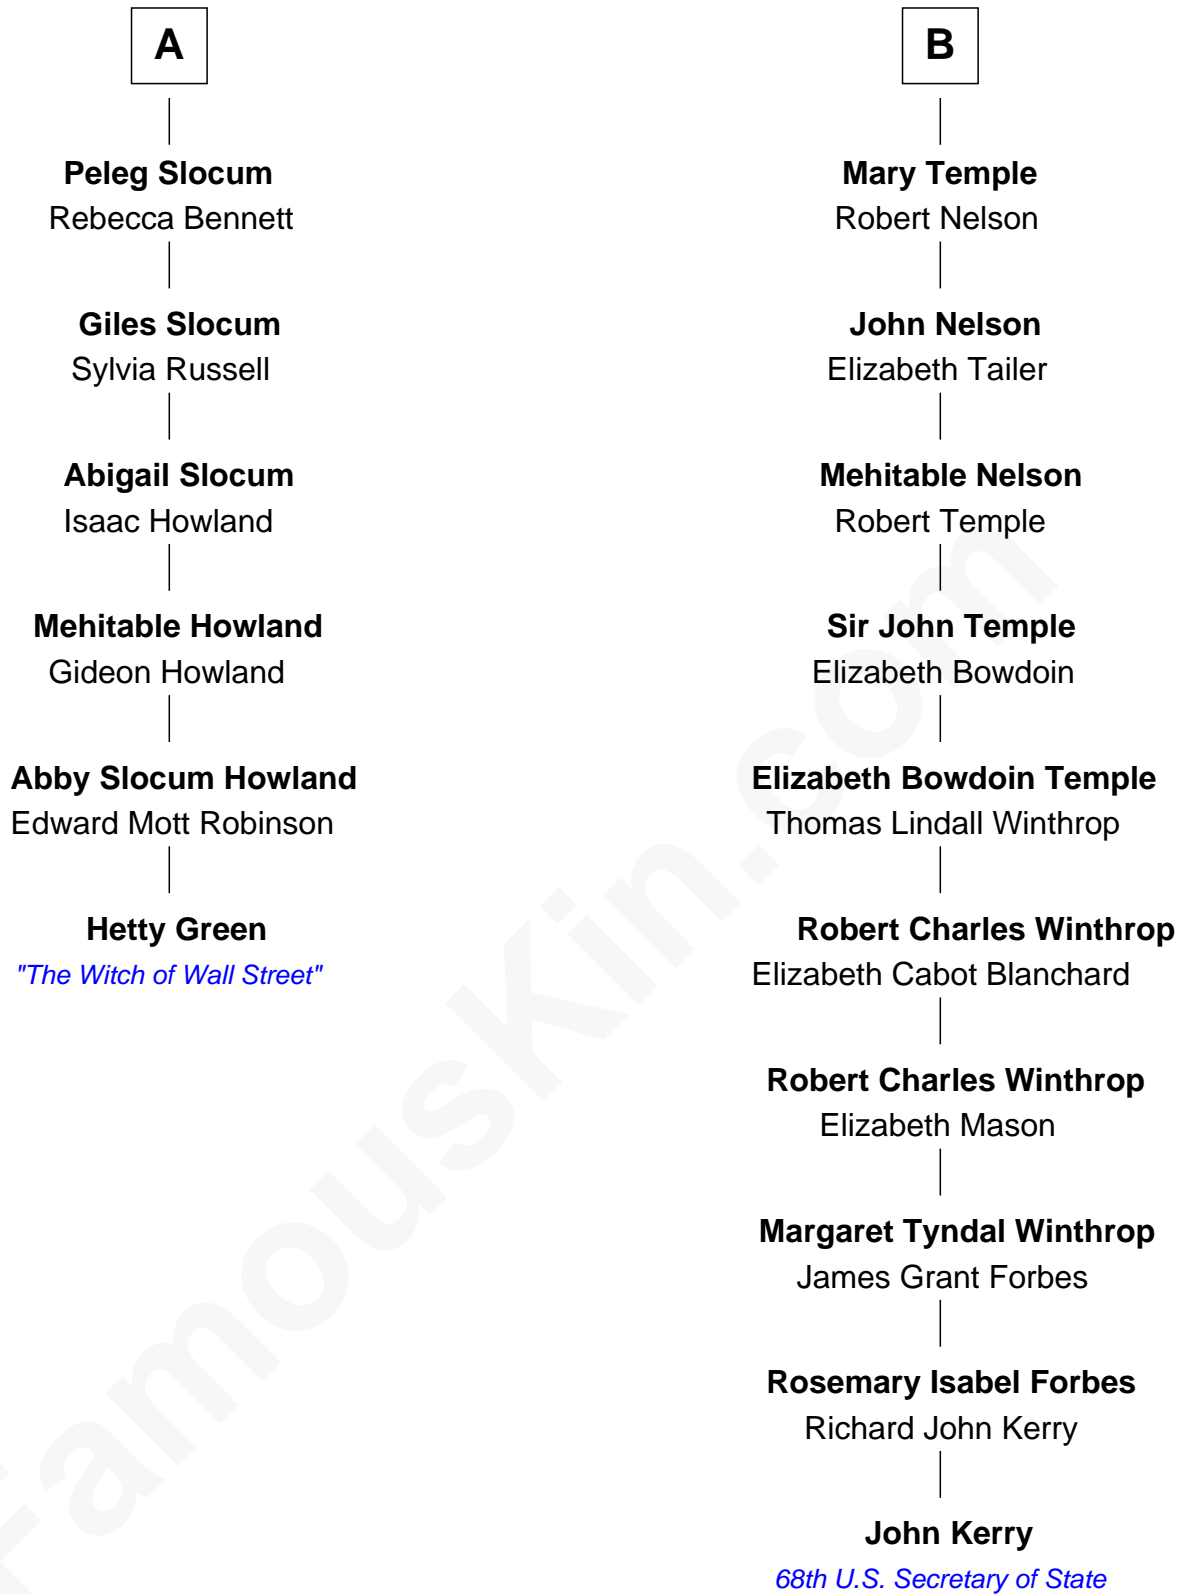 A
Peleg Slocum
Rebecca Bennett
Giles Slocum
Sylvia Russell
Abigail Slocum
Isaac Howland
Mehitable Howland
Gideon Howland
Abby Slocum Howland
Edward Mott Robinson
Hetty Green
"The Witch of Wall Street"
B
Mary Temple
Robert Nelson
John Nelson
Elizabeth Tailer
Mehitable Nelson
Robert Temple
Sir John Temple
Elizabeth Bowdoin
Elizabeth Bowdoin Temple
Thomas Lindall Winthrop
Robert Charles Winthrop
Elizabeth Cabot Blanchard
Robert Charles Winthrop
Elizabeth Mason
Margaret Tyndal Winthrop
James Grant Forbes
Rosemary Isabel Forbes
Richard John Kerry
John Kerry
68th U.S. Secretary of State
FamousKin.com